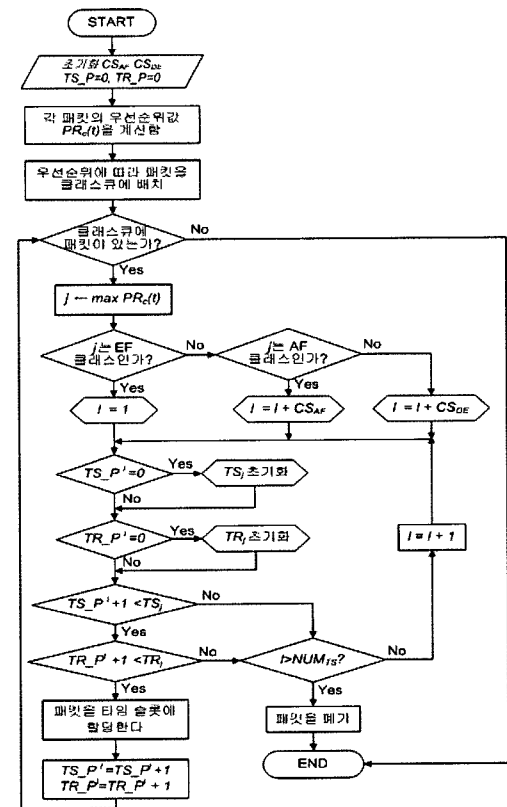 START
초기화 CS_AF CS_DE
TS_P=0, TR_P=0
각 패킷의 우선순위값
PR_c(t)을 계산함
우선순위에 따라 패킷을
클래스큐에 배치
클래스큐에
패킷이 있는가?
No
Yes
j ← max PR_c(t)
j는 EF
클래스인가?
No
j는 AF
클래스인가?
No
Yes
Yes
i = 1
i = i + CS_AF
i = i + CS_DE
TS_P^i=0
Yes
TS_j 초기화
No
TR_P^i=0
Yes
TR_j 초기화
No
i = i + 1
TS_P^i+1 <TS_j
No
Yes
TR_P^i+1 <TR_j
No
i>NUM_TS?
No
Yes
Yes
패킷을 타임 슬롯에
할당한다
패킷을 폐기
TS_P^i=TS_P^i+1
TR_P^i=TR_P^i + 1
END